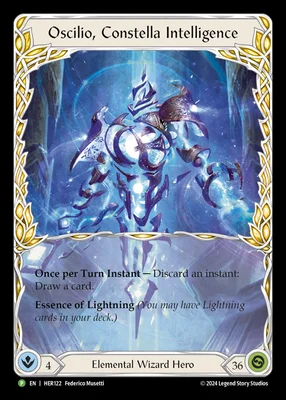 Oscilio, Constella Intelligence
Once per Turn Instant — Discard an instant:
Draw a card.
Essence of Lightning (You may have Lightning
cards in your deck.)
4
Elemental Wizard Hero
36
P EN | HER122 Federico Musetti
© 2024 Legend Story Studios